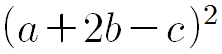 (a + 2b − c)²